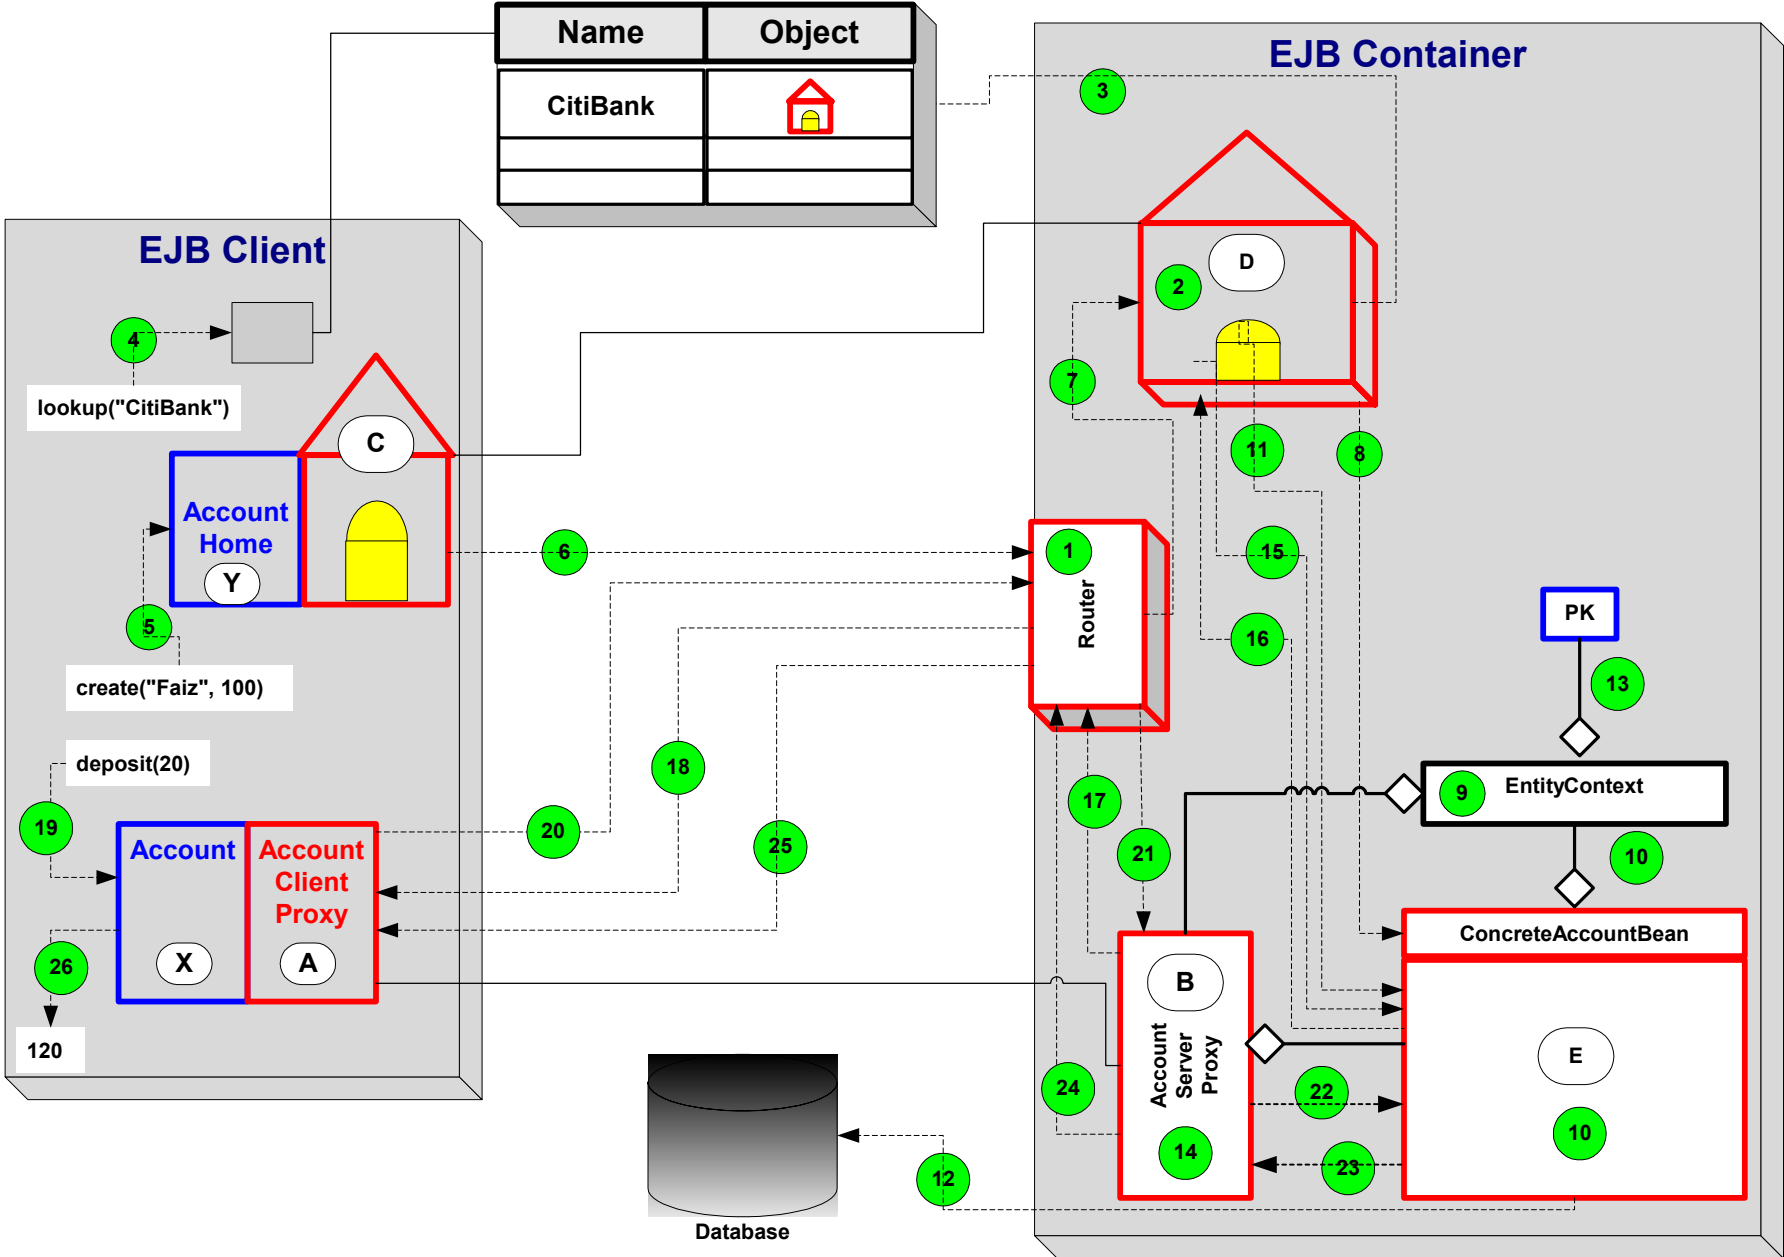 Name
Object
EJB Container
CitiBank
3
EJB Client
D
2
4
lookup("CitiBank")
7
C
11
8
Account
Home
Y
6
1
15
Router
5
16
PK
create("Faiz", 100)
13
deposit(20)
18
17
9
EntityContext
19
20
25
21
10
Account
Account
Client
Proxy
ConcreteAccountBean
X
A
26
B
120
Account
Server
Proxy
E
24
22
10
14
23
12
Database